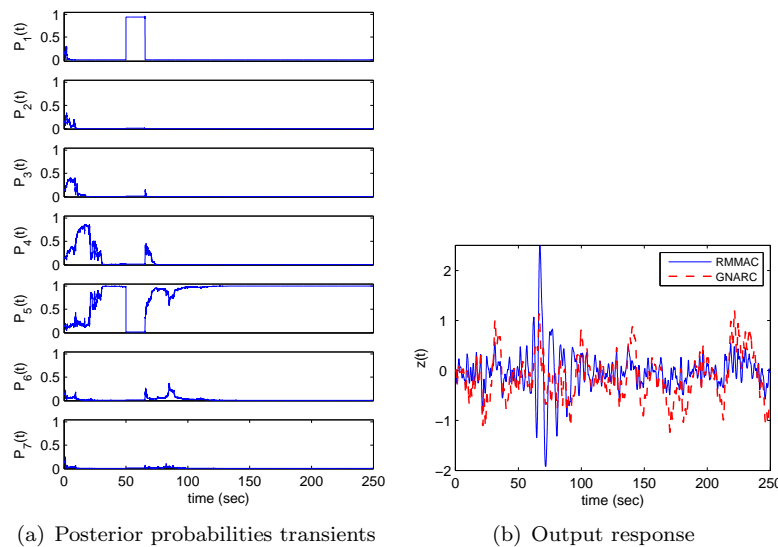 1
0.5
0
P1(t)
1
0.5
0
P2(t)
1
0.5
0
P3(t)
1
0.5
0
P4(t)
1
0.5
0
P5(t)
1
0.5
0
P6(t)
1
0.5
0
P7(t)
0 50 100 150 200 250
time (sec)
(a) Posterior probabilities transients
RMMAC
GNARC
2
1
0
−1
−2
z(t)
0 50 100 150 200 250
time (sec)
(b) Output response